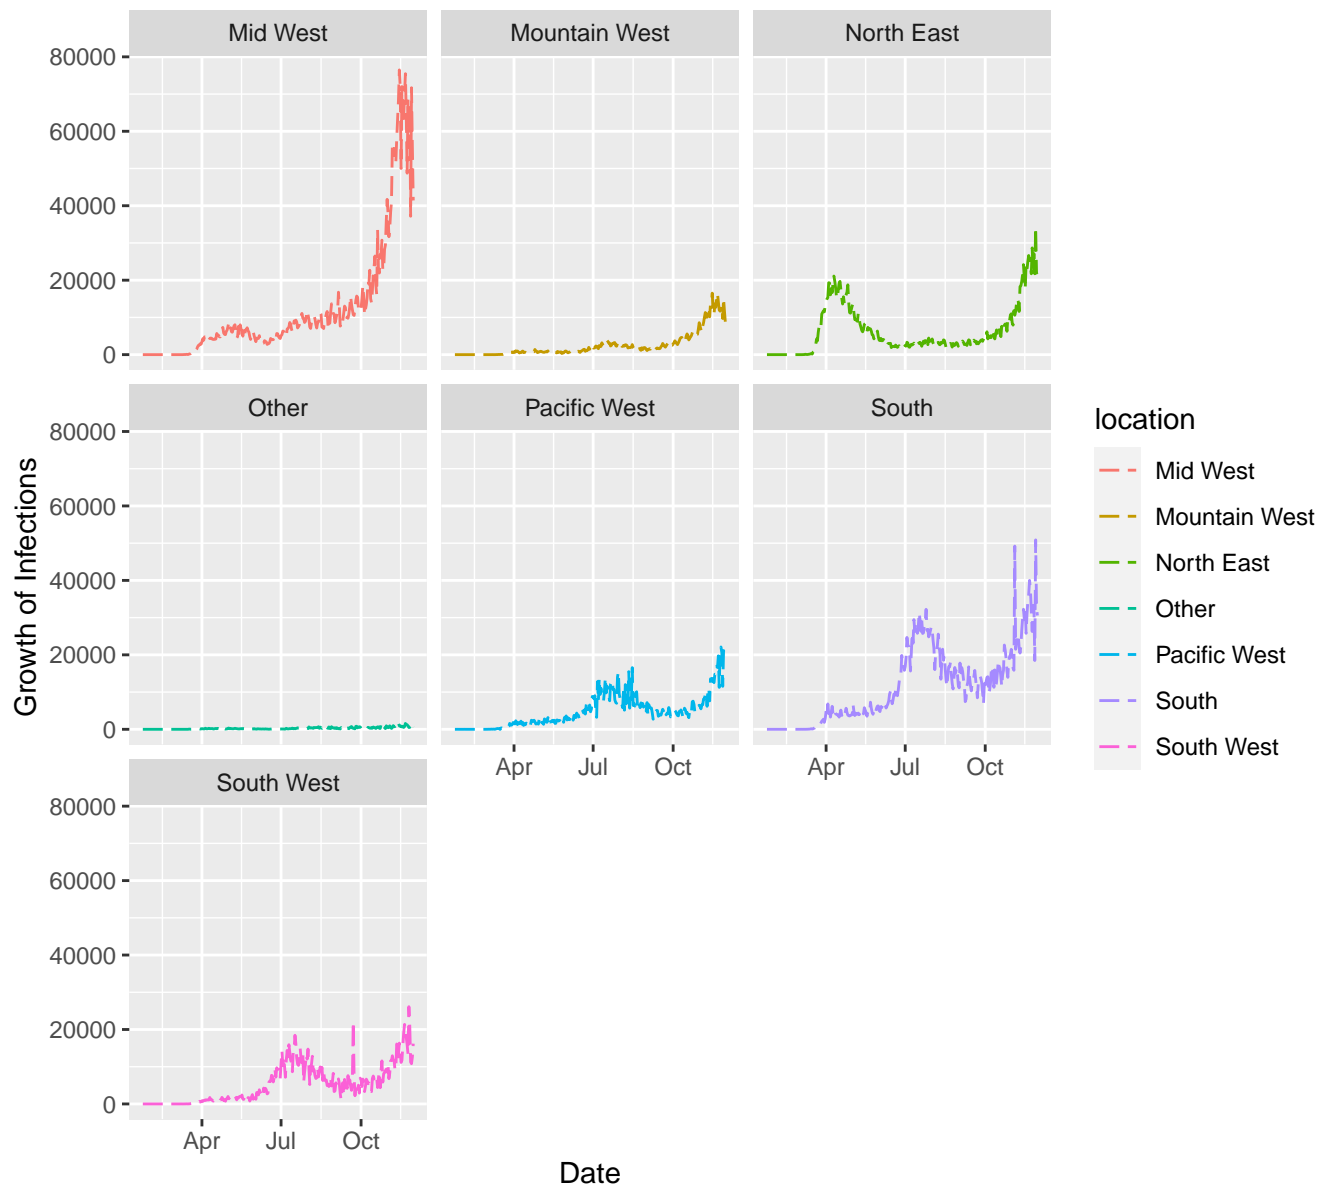 Mid West
Mountain West
North East
80000
60000
40000
20000
0
Other
Pacific West
South
80000
60000
40000
20000
0
Apr
Jul
Oct
Apr
Jul
Oct
South West
80000
60000
40000
20000
0
Apr
Jul
Oct
Growth of Infections
Date
location
Mid West
Mountain West
North East
Other
Pacific West
South
South West